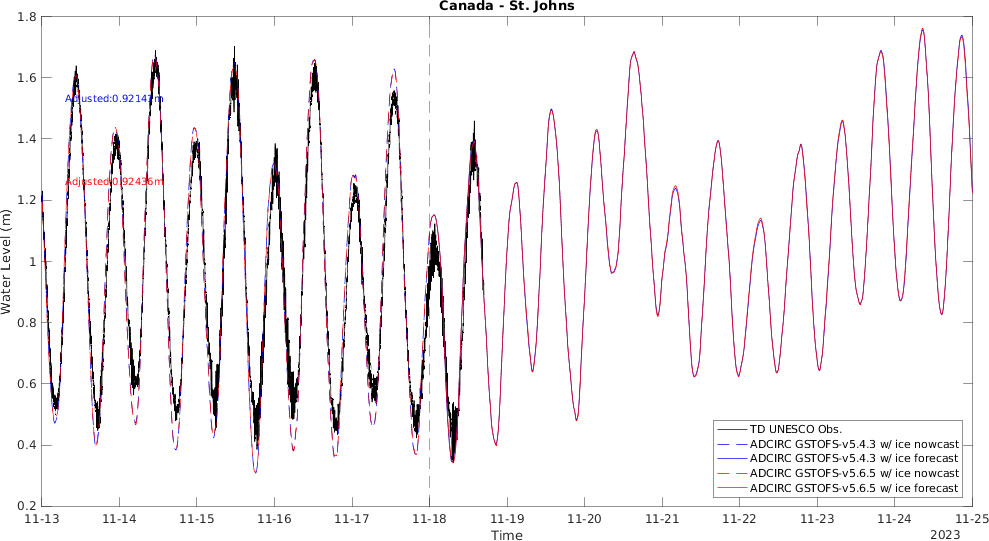 Canada - St. Johns
1.8
1.6
1.4
1.2
1
0.8
0.6
0.4
0.2
Water Level (m)
Adjusted:0.92141m
Adjusted:0.92436m
TD UNESCO Obs.
ADCIRC GSTOFS-v5.4.3 w/ ice nowcast
ADCIRC GSTOFS-v5.4.3 w/ ice forecast
ADCIRC GSTOFS-v5.6.5 w/ ice nowcast
ADCIRC GSTOFS-v5.6.5 w/ ice forecast
11-13 11-14 11-15 11-16 11-17 11-18 11-19 11-20 11-21 11-22 11-23 11-24 11-25
Time
2023